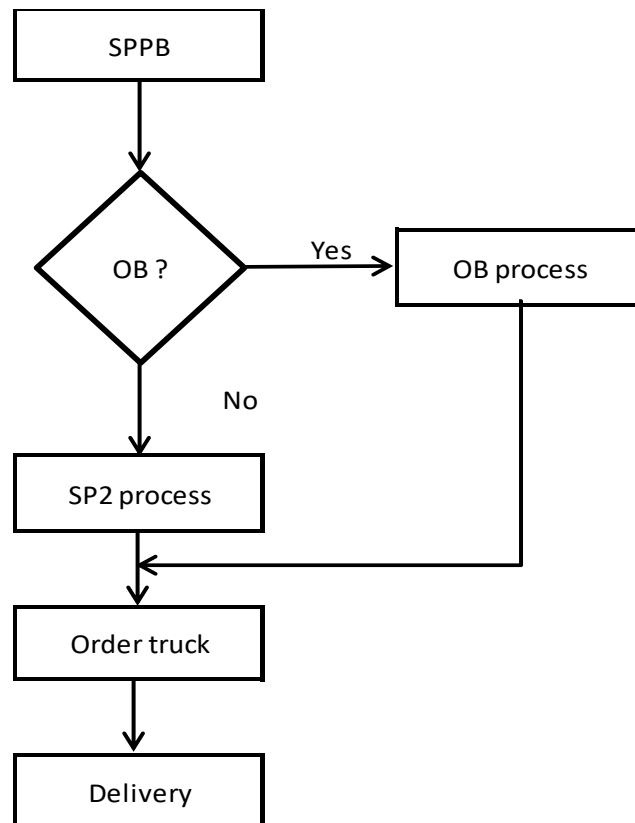 SPPB
OB ?
Yes
OB process
No
SP2 process
Order truck
Delivery